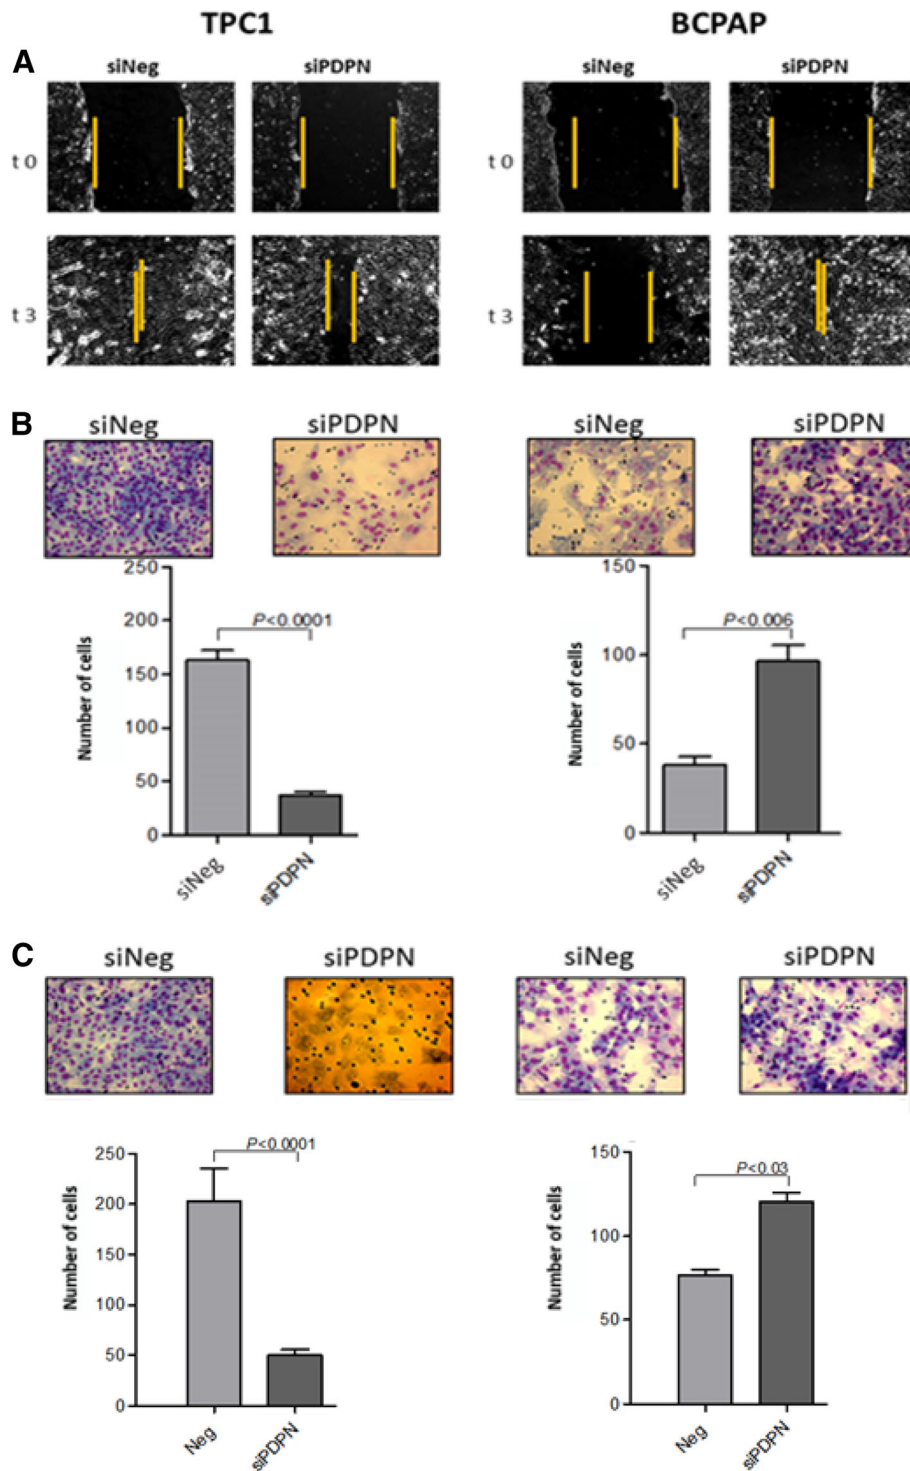 TPC1 BCPAP
A
siNeg siPDPN siNeg siPDPN
t 0 t 0
t 3 t 3
B
siNeg siPDPN siNeg siPDPN
Number of cells
250
200
150
100
50
0
P<0.0001
siNeg siPDPN
Number of cells
150
100
50
0
P<0.006
siNeg siPDPN
C
siNeg siPDPN siNeg siPDPN
Number of cells
250
200
150
100
50
0
P<0.0001
Neg siPDPN
Number of cells
150
100
50
0
P<0.03
Neg siPDPN